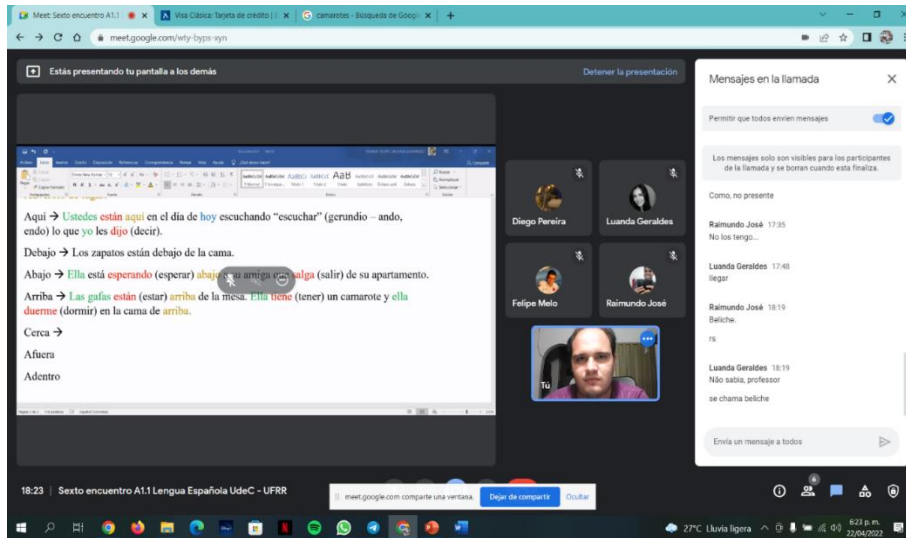 Meet: Sexto encuentro A1.1
Visa Clásica: Tarjeta de crédito |
camarotes - Búsqueda de Googl
meet.google.com/wty-byps-xyn
Estás presentando tu pantalla a los demás
Detener la presentación
Aquí → Ustedes están aquí en el día de hoy escuchando “escuchar” (gerundio – ando,
endo) lo que yo les dijo (decir).
Debajo → Los zapatos están debajo de la cama.
Abajo → Ella está esperando (esperar) abajo su amiga que salga (salir) de su apartamento.
Arriba → Las gafas están (estar) arriba de la mesa. Ella tiene (tener) un camarote y ella
duerme (dormir) en la cama de arriba.
Cerca →
Afuera
Adentro
Diego Pereira
Luanda Geraldes
Felipe Melo
Raimundo José
Tú
Mensajes en la llamada
Permitir que todos envíen mensajes
Los mensajes solo son visibles para los participantes
de la llamada y se borran cuando esta finaliza.
Como, no presente
Raimundo José 17:35
No los tengo...
Luanda Geraldes 17:48
llegar
Raimundo José 18:19
Beliche.
rs
Luanda Geraldes 18:19
Não sabia, professor
se chama beliche
Envía un mensaje a todos
18:23 | Sexto encuentro A1.1 Lengua Española UdeC - UFRR
meet.google.com comparte una ventana.
Dejar de compartir
Ocultar
27°C Lluvia ligera
6:23 p. m.
22/04/2022